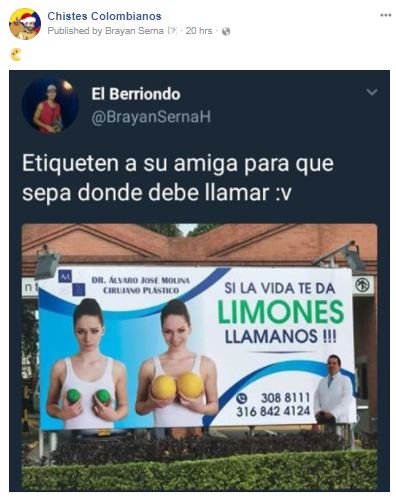 Chistes Colombianos
Published by Brayan Serna [?] · 20 hrs ·
El Berriondo
@BrayanSernaH
Etiqueten a su amiga para que
sepa donde debe llamar :v
DR. ÁLVARO JOSÉ MOLINA
CIRUJANO PLÁSTICO
SI LA VIDA TE DA
LIMONES
LLAMANOS !!!
308 8111
316 842 4124